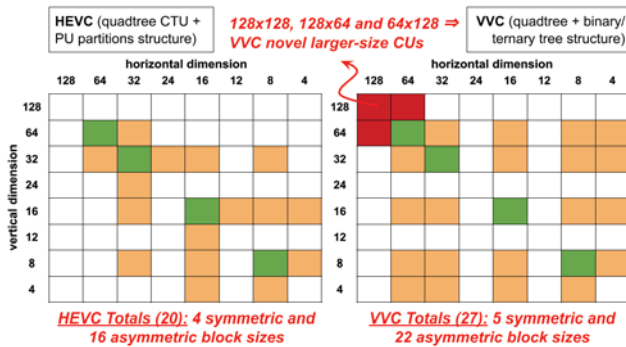 HEVC (quadtree CTU +
PU partitions structure)
128x128, 128x64 and 64x128 ⇒
VVC novel larger-size CUs
VVC (quadtree + binary/
ternary tree structure)
horizontal dimension
128 64 32 24 16 12 8 4
vertical dimension
128
64
32
24
16
12
8
4
HEVC Totals (20): 4 symmetric and
16 asymmetric block sizes
horizontal dimension
128 64 32 24 16 12 8 4
128
64
32
24
16
12
8
4
VVC Totals (27): 5 symmetric and
22 asymmetric block sizes